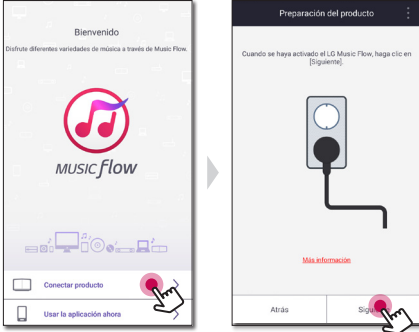 Bienvenido
Disfrute diferentes variedades de música a través de Music Flow.
MUSIC flow
Conectar producto
Usar la aplicación ahora
Preparación del producto
Cuando se haya activado el LG Music Flow, haga clic en
[Siguiente].
Más información
Atrás